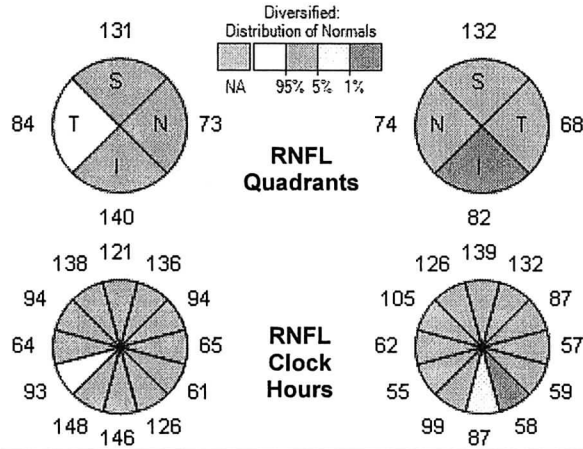 Diversified:
Distribution of Normals
NA 95% 5% 1%
131
S
84 T N 73
I
140
RNFL
Quadrants
132
S
74 N T 68
I
82
121
138 136
94 94
64 65
93 61
148 126
146
RNFL
Clock
Hours
139
126 132
105 87
62 57
55 59
99 58
87